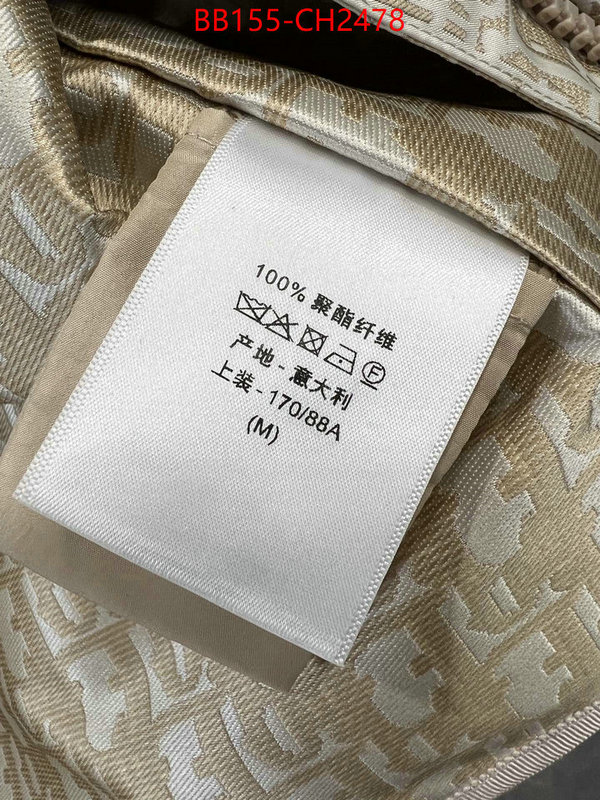 BB155-CH2478
100% 聚酯纤维
F
产地 - 意大利
上装 - 170/88A
(M)